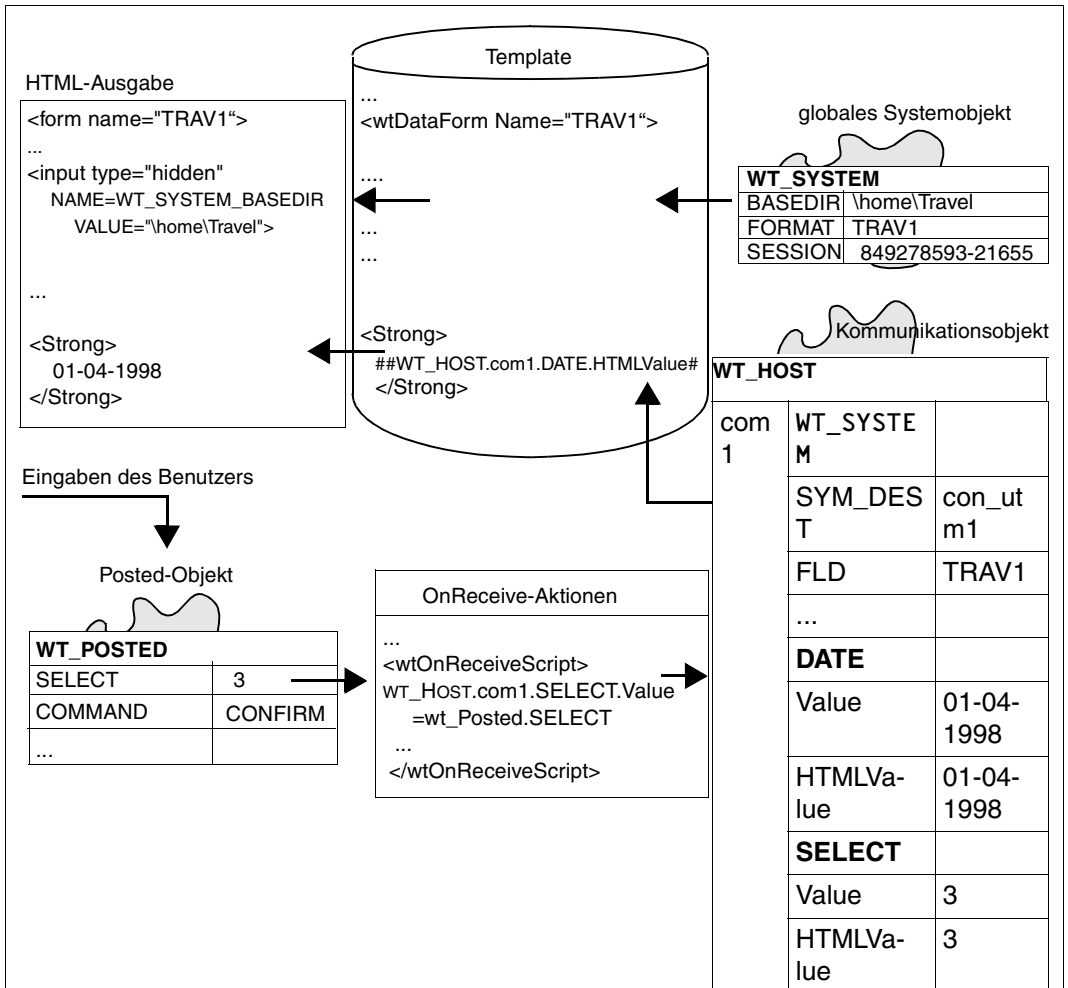 Template
HTML-Ausgabe
<form name="TRAV1“>
...
<input type="hidden"
NAME=WT_SYSTEM_BASEDIR
VALUE="\home\Travel">
...
<Strong>
01-04-1998
</Strong>
...
<wtDataForm Name="TRAV1“>
....
...
...
<Strong>
##WT_HOST.com1.DATE.HTMLValue#
</Strong>
globales Systemobjekt
WT_SYSTEM
BASEDIR \home\Travel
FORMAT TRAV1
SESSION 849278593-21655
Kommunikationsobjekt
WT_HOST
com
1
WT_SYSTE
M
SYM_DES
T
con_ut
m1
FLD TRAV1
...
DATE
Value
01-04-
1998
HTMLVa-
lue
01-04-
1998
SELECT
Value 3
HTMLVa-
lue
3
Eingaben des Benutzers
Posted-Objekt
WT_POSTED
SELECT 3
COMMAND CONFIRM
...
OnReceive-Aktionen
...
<wtOnReceiveScript>
WT_HOST.com1.SELECT.Value
=wt_Posted.SELECT
...
</wtOnReceiveScript>